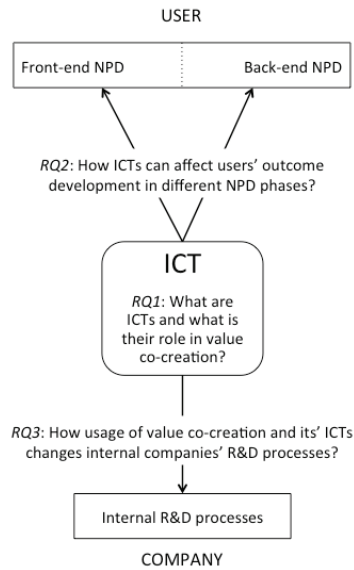 USER
Front-end NPD Back-end NPD
RQ2: How ICTs can affect users' outcome
development in different NPD phases?
ICT
RQ1: What are
ICTs and what is
their role in value
co-creation?
RQ3: How usage of value co-creation and its' ICTs
changes internal companies' R&D processes?
Internal R&D processes
COMPANY